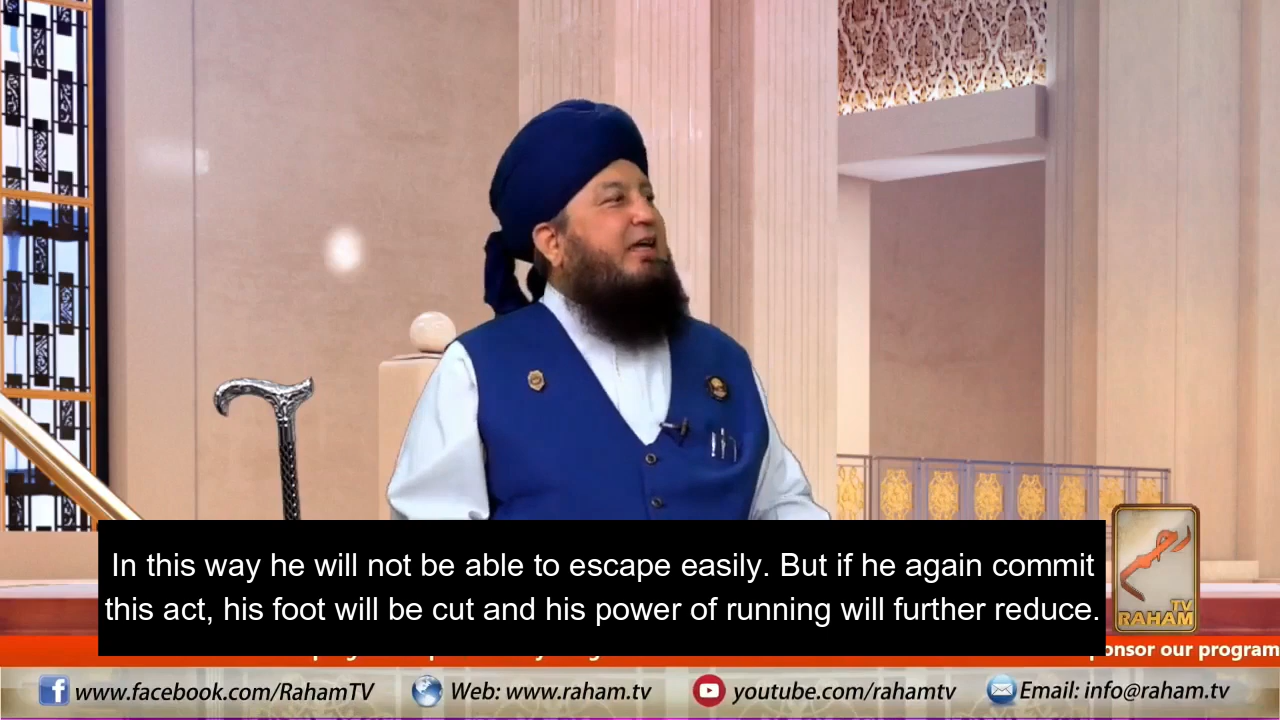 In this way he will not be able to escape easily. But if he again commit
this act, his foot will be cut and his power of running will further reduce.
TV
RAHAM
ponsor our program
www.facebook.com/RahamTV Web: www.raham.tv youtube.com/rahamtv Email: info@raham.tv